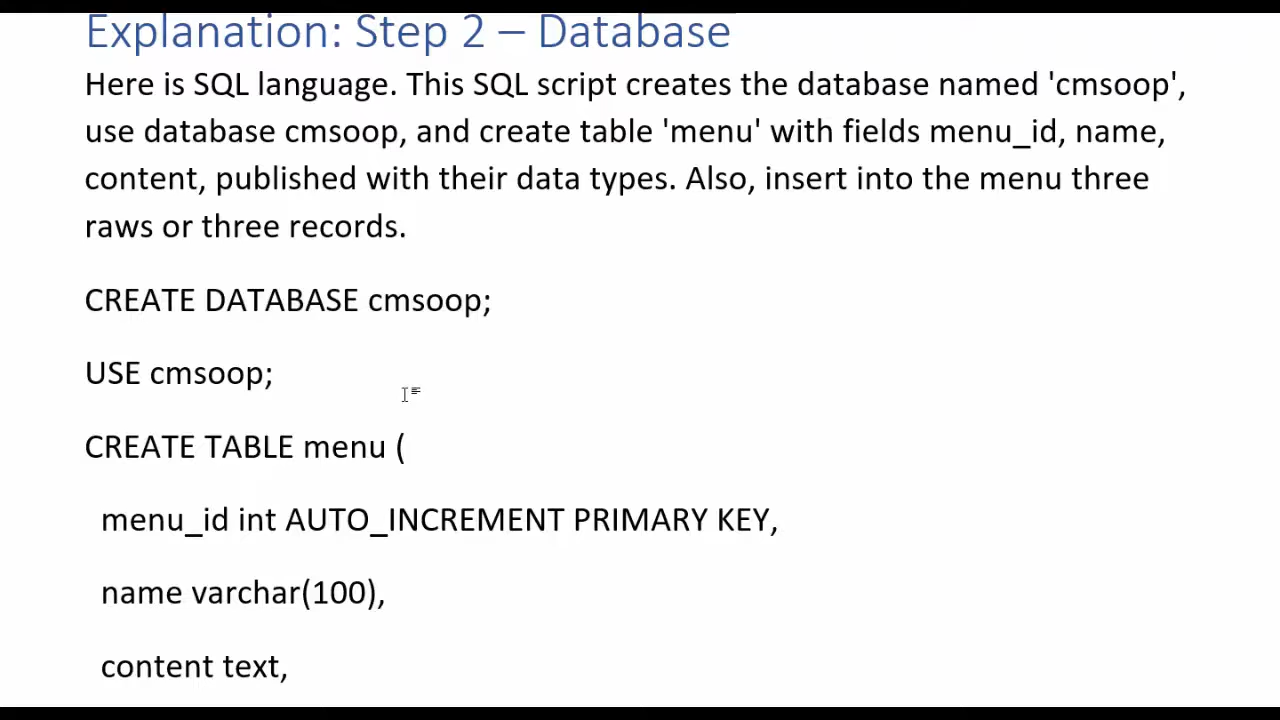 Explanation: Step 2 – Database
Here is SQL language. This SQL script creates the database named 'cmsoop',
use database cmsoop, and create table 'menu' with fields menu_id, name,
content, published with their data types. Also, insert into the menu three
raws or three records.
CREATE DATABASE cmsoop;
USE cmsoop;
CREATE TABLE menu (
menu_id int AUTO_INCREMENT PRIMARY KEY,
name varchar(100),
content text,